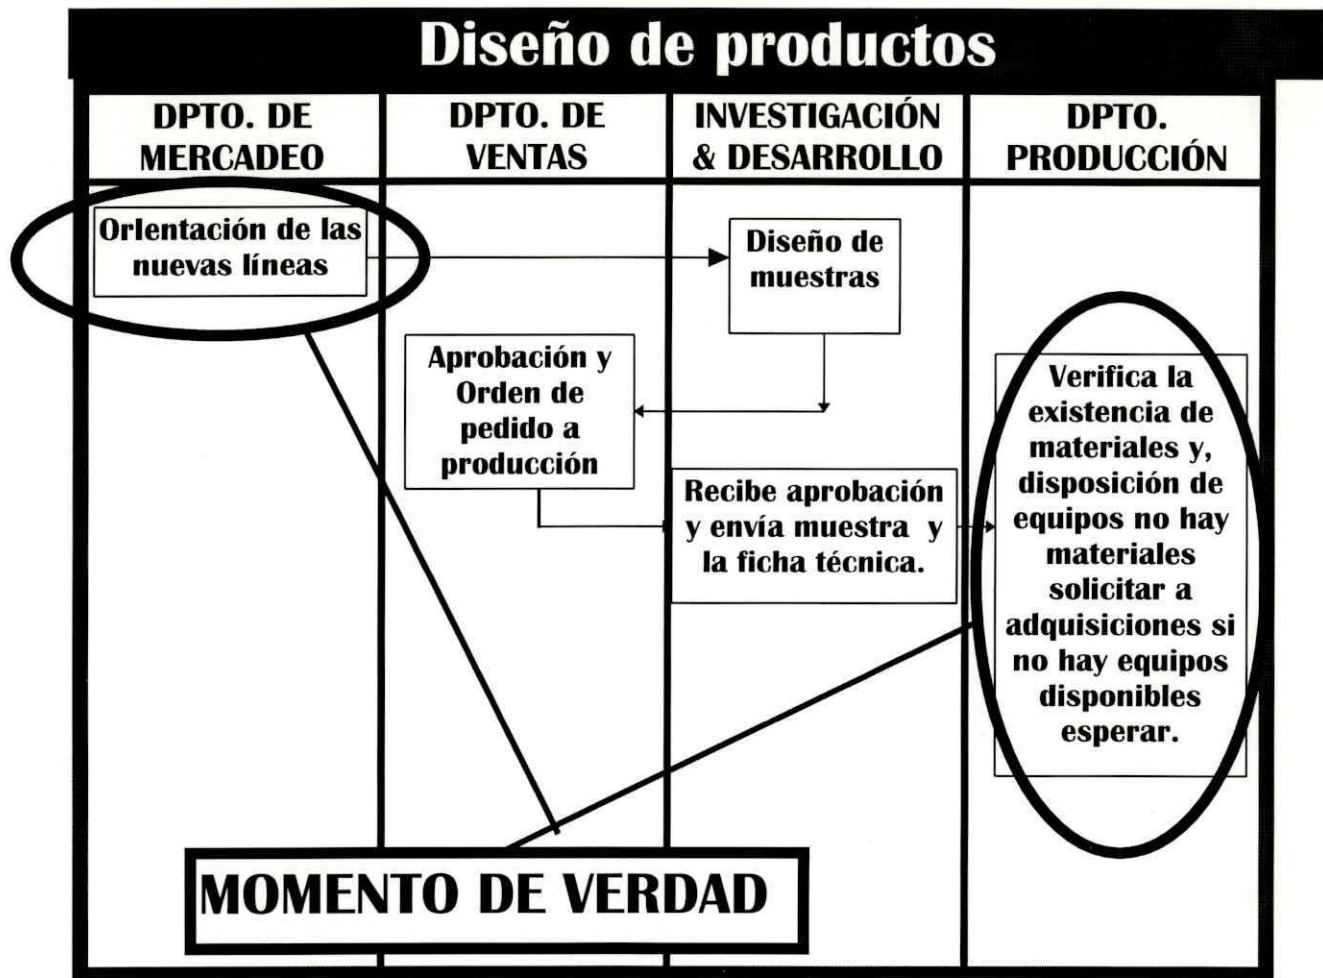 Diseño de productos
DPTO. DE
MERCADEO
DPTO. DE
VENTAS
INVESTIGACIÓN
& DESARROLLO
DPTO.
PRODUCCIÓN
Orlentación de las
nuevas líneas
Diseño de
muestras
Aprobación y
Orden de
pedido a
producción
Recibe aprobación
y envía muestra y
la ficha técnica.
Verifica la
existencia de
materiales y,
disposición de
equipos no hay
materiales
solicitar a
adquisiciones si
no hay equipos
disponibles
esperar.
MOMENTO DE VERDAD